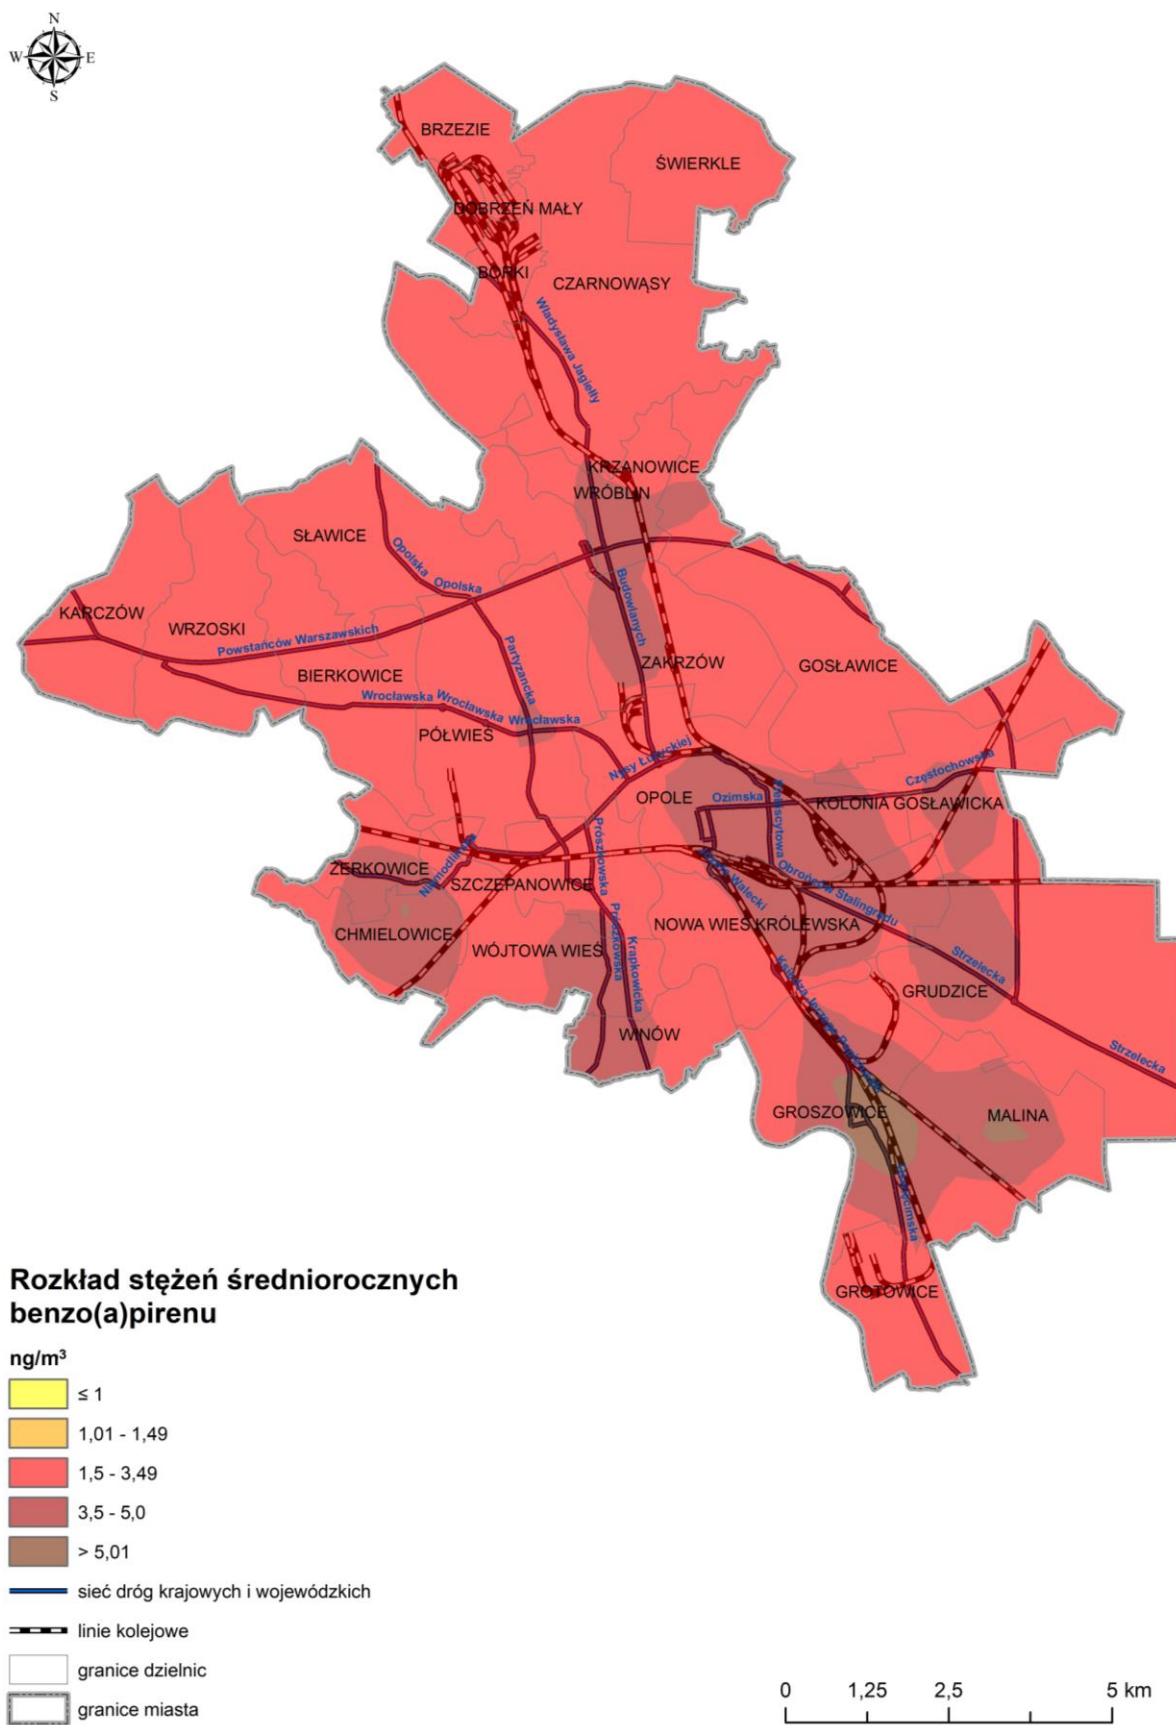 N
W E
S
BRZEZIE
ŚWIERKLE
DOBRZEŃ MAŁY
BORKI
CZARNOWĄSY
Władysława Jagiełły
KRZANOWICE
WRÓBLIN
SŁAWICE
Opolska
Opolska
Budowlanych
KARCZÓW
WRZOSKI
Powstańców Warszawskich
Partyzancka
ZAKRZÓW
GOSŁAWICE
BIERKOWICE
Wrocławska
Wrocławska
Wrocławska
PÓŁWIEŚ
Nysy Łużyckiej
Częstochowska
OPOLE
Ozimska
KOLONIA GOSŁAWICKA
Prószkowska
ŻERKOWICE
Niemodlińska
SZCZEPANOWICE
Walecki
Obrońców Stalingradu
CHMIELOWICE
WÓJTOWA WIEŚ
Prószkowska
Krapkowicka
NOWA WIEŚ KRÓLEWSKA
Strzelecka
GRUDZICE
Księdza Jerzego
WINÓW
Strzelecka
GROSZOWICE
MALINA
GROTOWICE
Rozkład stężeń średniorocznych
benzo(a)pirenu
ng/m³
≤ 1
1,01 - 1,49
1,5 - 3,49
3,5 - 5,0
> 5,01
sieć dróg krajowych i wojewódzkich
linie kolejowe
granice dzielnic
granice miasta
0 1,25 2,5 5 km